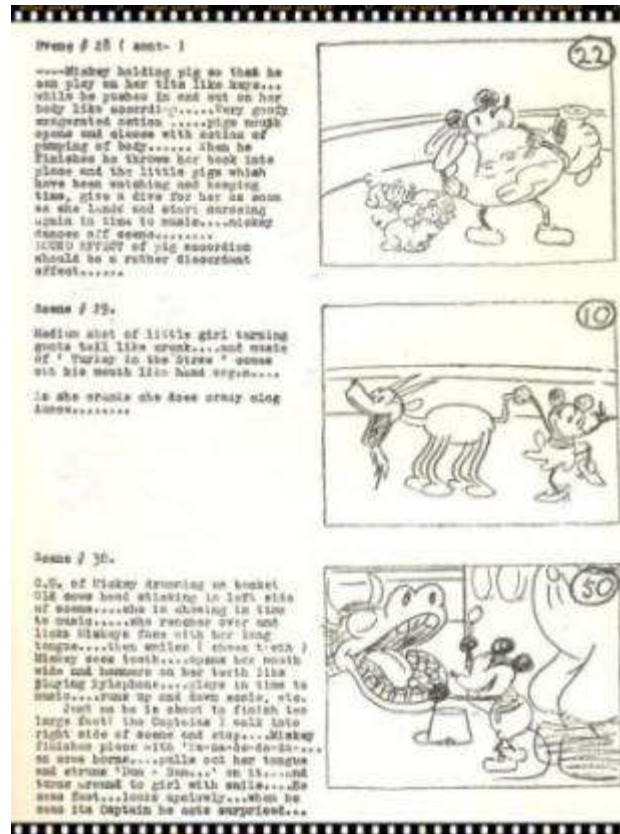 Scene # 28 ( cont- )
----Mickey holding pig so that he
can play on her tits like keys...
while he pushes in and out on her
body like accordion......Very goofy
exagerated action .....pigs mouth
opens and closes with action of
pumping of body...... When he
finishes he throws her back into
place and the little pigs which
have been watching and keeping
time, give a dive for her as soon
as she lands and start nursing
again in time to music....mickey
dances off scene........
SOUND EFFECT of pig accordion
should be a rather discordant
effect......
22
Scene # 29.
Medium shot of little girl turning
goats tail like crank....and music
of ' Turkey in the Straw ' comes
out his mouth like hand organ....
As she cranks she does crazy clog
dance........
10
Scene # 30.
C.U. of Mickey drumming on bucket
Old cows head sticking in left side
of scene....she is chewing in time
to music.....she reaches over and
licks Mickeys face with her long
tongue....then smiles ( shows teeth )
Mickey sees teeth....opens her mouth
wide and hammers on her teeth like
playing Xylaphone....plays in time to
music....runs up and down scale, etc.
Just as he is about to finish two
large feet( the Captains ) walk into
right side of scene and stop....Mickey
finishes piece with
on cows horns....pulls out her tongue
and strums 'Dum - Dum...' on it...and
turns around to girl with smile....He
sees feet...looks up slowly...when he
sees its Captain he acts surprised...
50